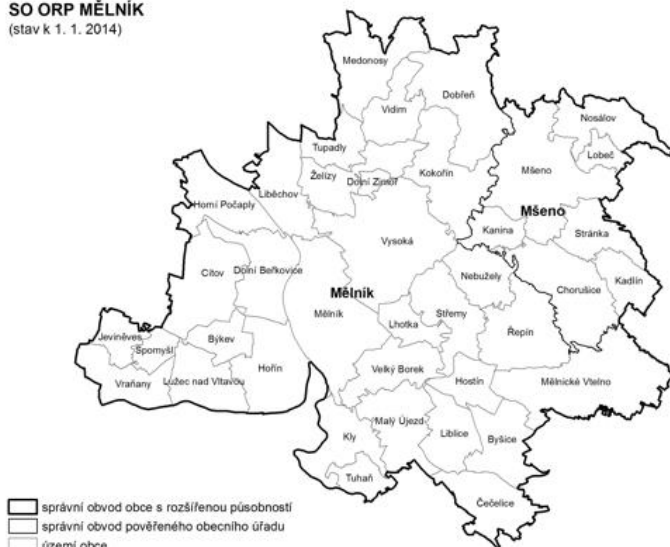 SO ORP MĚLNÍK
(stav k 1. 1. 2014)
Medonosy
Dobřeň
Vidim
Nosálov
Tupadly
Lobeč
Mšeno
Želízy
Dolní Zimoř
Kokořín
Liběchov
Horní Počaply
Mšeno
Kanina
Stránka
Vysoká
Cítov
Dolní Beřkovice
Nebužely
Kadlín
Chorušice
Mělník
Mělník
Lhotka
Střemy
Řepín
Jeviněves
Spomyšl
Býkev
Velký Borek
Hořín
Hostín
Mělnické Vtelno
Vraňany
Lužec nad Vltavou
Malý Újezd
Kly
Liblice
Byšice
Tuhaň
Čečelice
správní obvod obce s rozšířenou působností
správní obvod pověřeného obecního úřadu
území obce